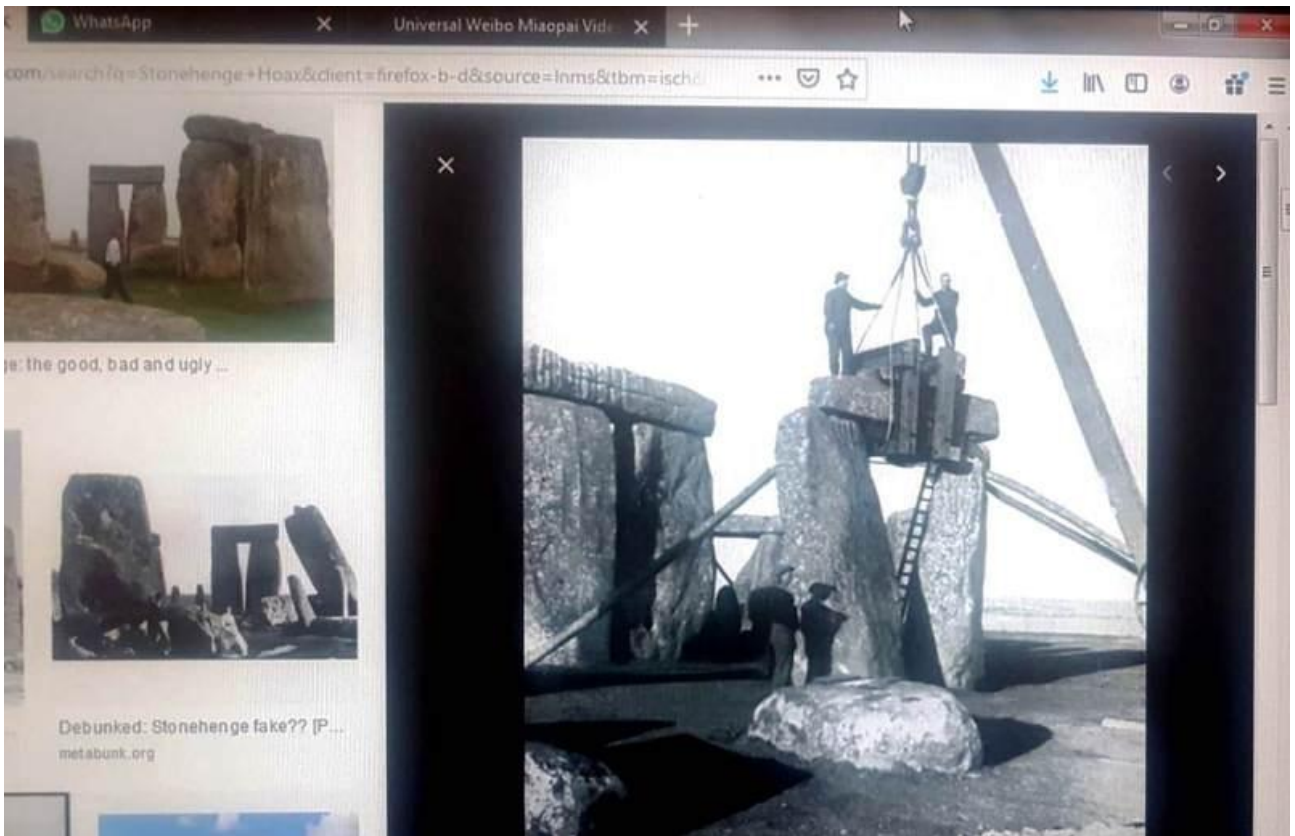 WhatsApp
Universal Weibo Miaopai Vid
com/search?q=Stonehenge+Hoax&client=firefox-b-d&source=lnms&tbm=isch
: the good, bad and ugly ...
Debunked: Stonehenge fake?? [P...
metabunk.org